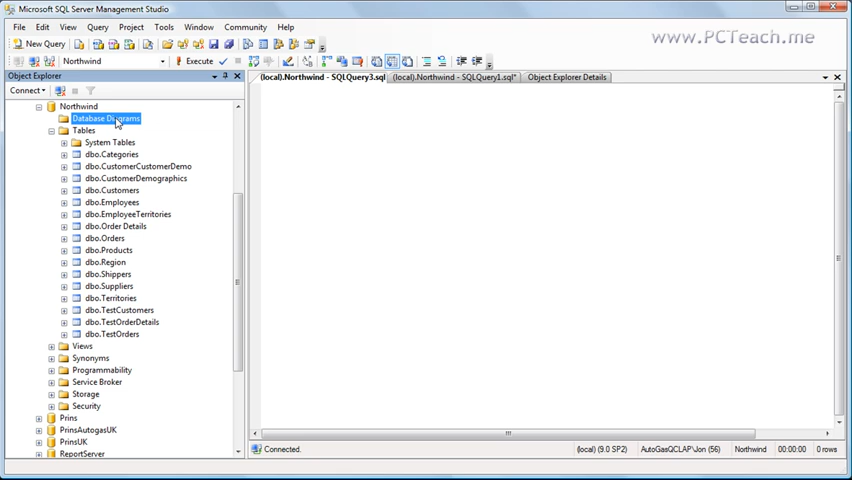 Microsoft SQL Server Management Studio
File Edit View Query Project Tools Window Community Help
www.PCTeach.me
New Query
Northwind Execute
Object Explorer
(local).Northwind - SQLQuery3.sql (local).Northwind - SQLQuery1.sql* Object Explorer Details
Connect
Northwind
Database Diagrams
Tables
System Tables
dbo.Categories
dbo.CustomerCustomerDemo
dbo.CustomerDemographics
dbo.Customers
dbo.Employees
dbo.EmployeeTerritories
dbo.Order Details
dbo.Orders
dbo.Products
dbo.Region
dbo.Shippers
dbo.Suppliers
dbo.Territories
dbo.TestCustomers
dbo.TestOrderDetails
dbo.TestOrders
Views
Synonyms
Programmability
Service Broker
Storage
Security
Prins
PrinsAutogasUK
PrinsUK
ReportServer
Connected. (local) (9.0 SP2) AutoGasQCLAP\Jon (56) Northwind 00:00:00 0 rows